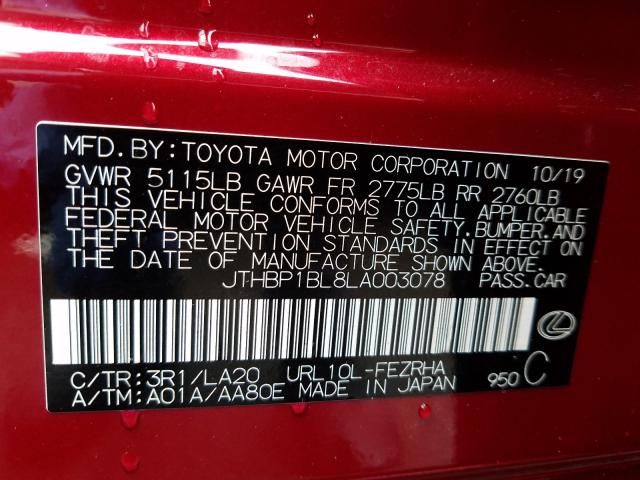 MFD. BY: TOYOTA MOTOR CORPORATION 10/19
GVWR 5115LB GAWR FR 2775LB RR 2760LB
THIS VEHICLE CONFORMS TO ALL APPLICABLE
FEDERAL MOTOR VEHICLE SAFETY, BUMPER, AND
THEFT PREVENTION STANDARDS IN EFFECT ON
THE DATE OF MANUFACTURE SHOWN ABOVE.
JTHBP1BL8LA003078 PASS.CAR
C/TR:3R1/LA20 URL10L-FEZRHA
A/TM:A01A/AA80E MADE IN JAPAN 950 C